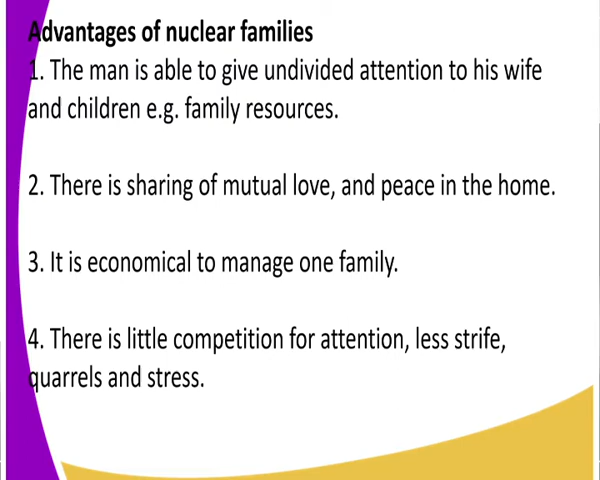 Advantages of nuclear families
1. The man is able to give undivided attention to his wife
and children e.g. family resources.
2. There is sharing of mutual love, and peace in the home.
3. It is economical to manage one family.
4. There is little competition for attention, less strife,
quarrels and stress.